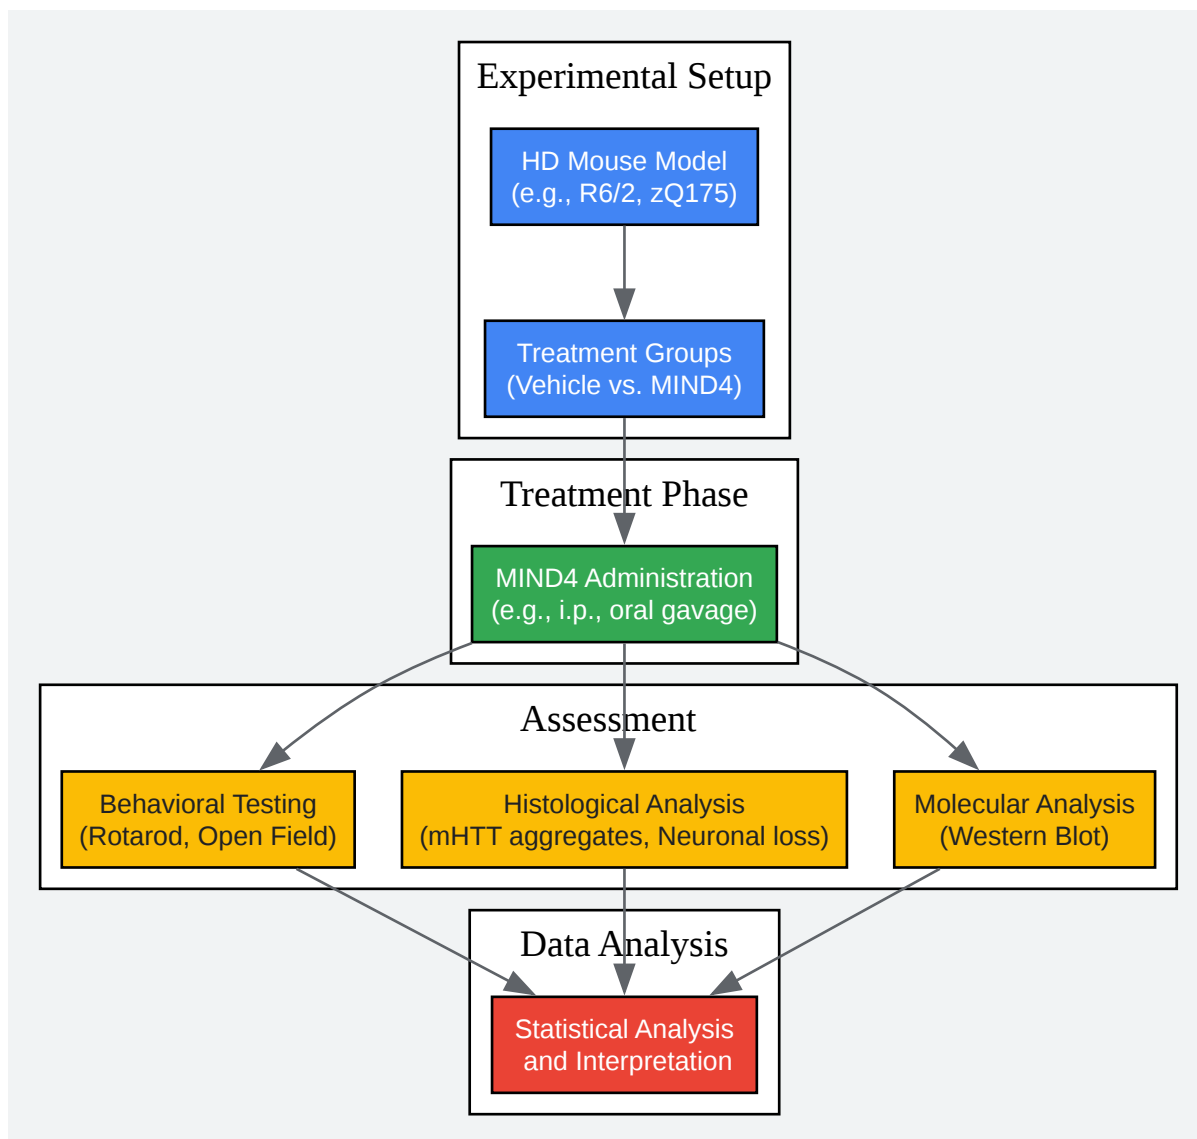 Experimental Setup
HD Mouse Model
(e.g., R6/2, zQ175)
Treatment Groups
(Vehicle vs. MIND4)
Treatment Phase
MIND4 Administration
(e.g., i.p., oral gavage)
Assessment
Behavioral Testing
(Rotarod, Open Field)
Histological Analysis
(mHTT aggregates, Neuronal loss)
Molecular Analysis
(Western Blot)
Data Analysis
Statistical Analysis
and Interpretation